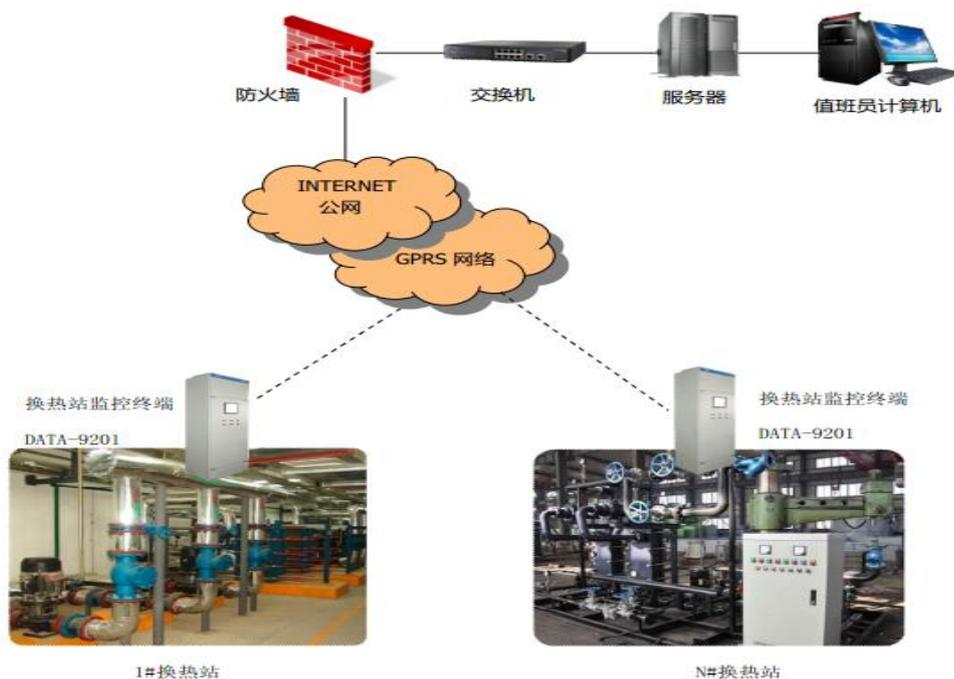 防火墙
交换机
服务器
值班员计算机
INTERNET
公网
GPRS 网络
换热站监控终端
DATA-9201
换热站监控终端
DATA-9201
1#换热站
N#换热站